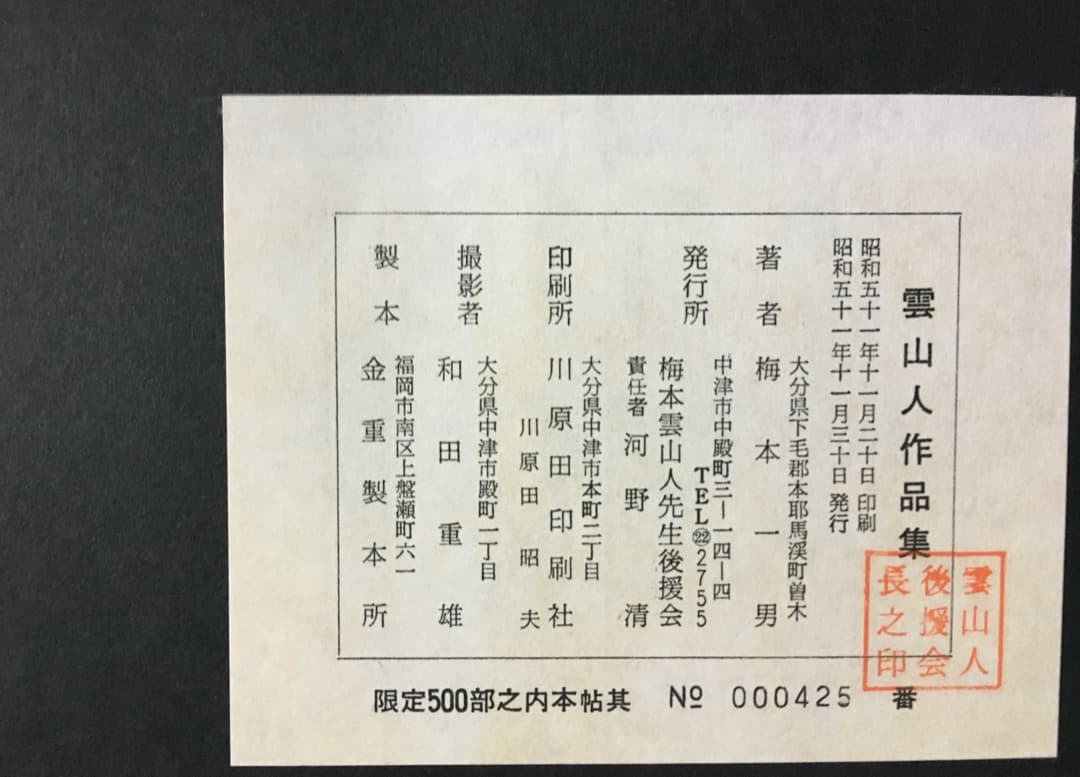 雲山人作品集
昭和五十一年十一月二十日 印刷
昭和五十一年十一月三十日 発行
大分県下毛郡本耶馬渓町曽木
著者 梅本一男
中津市中殿町三ー一四ー四
TEL㉒2755
発行所 梅本雲山人先生後援会
責任者 河野清
大分県中津市本町二丁目
印刷所 川原田印刷社
川原田昭夫
大分県中津市殿町一丁目
撮影者 和田重雄
福岡市南区上盤瀬町六一
製本 金重製本所
雲山人
後援会
長之印
限定500部之内本帖其 № 000425 番